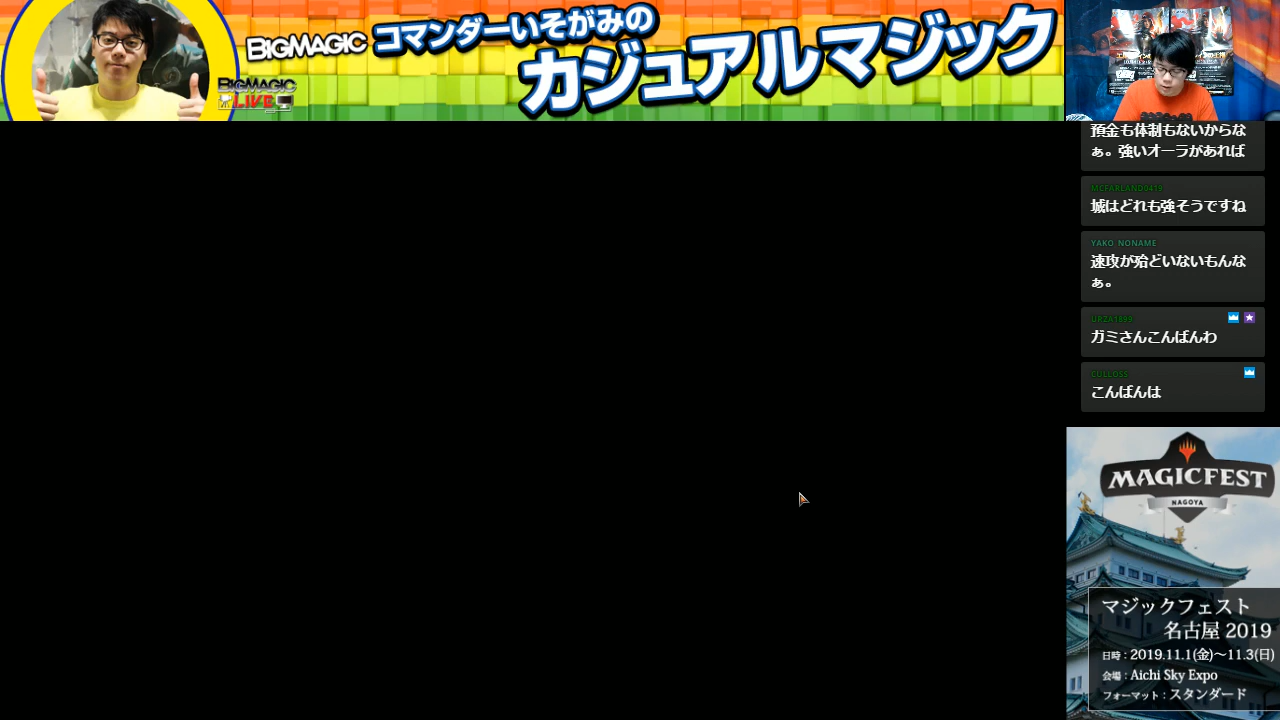 BIGMAGIC
コマンダーいそがみの
カジュアルマジック
BIGMAGIC
LIVE
預金も体制もないからな
ぁ。強いオーラがあれば
MCFARLAND0419
城はどれも強そうですね
YAKO NONAME
速攻が殆どいないもんな
ぁ。
UPZA1893
ガミさんこんばんわ
CULLOSS
こんばんは
MAGICFEST
NAGOYA
マジックフェスト
名古屋 2019
日時：2019.11.1(金)～11.3(日)
会場：Aichi Sky Expo
フォーマット：スタンダード